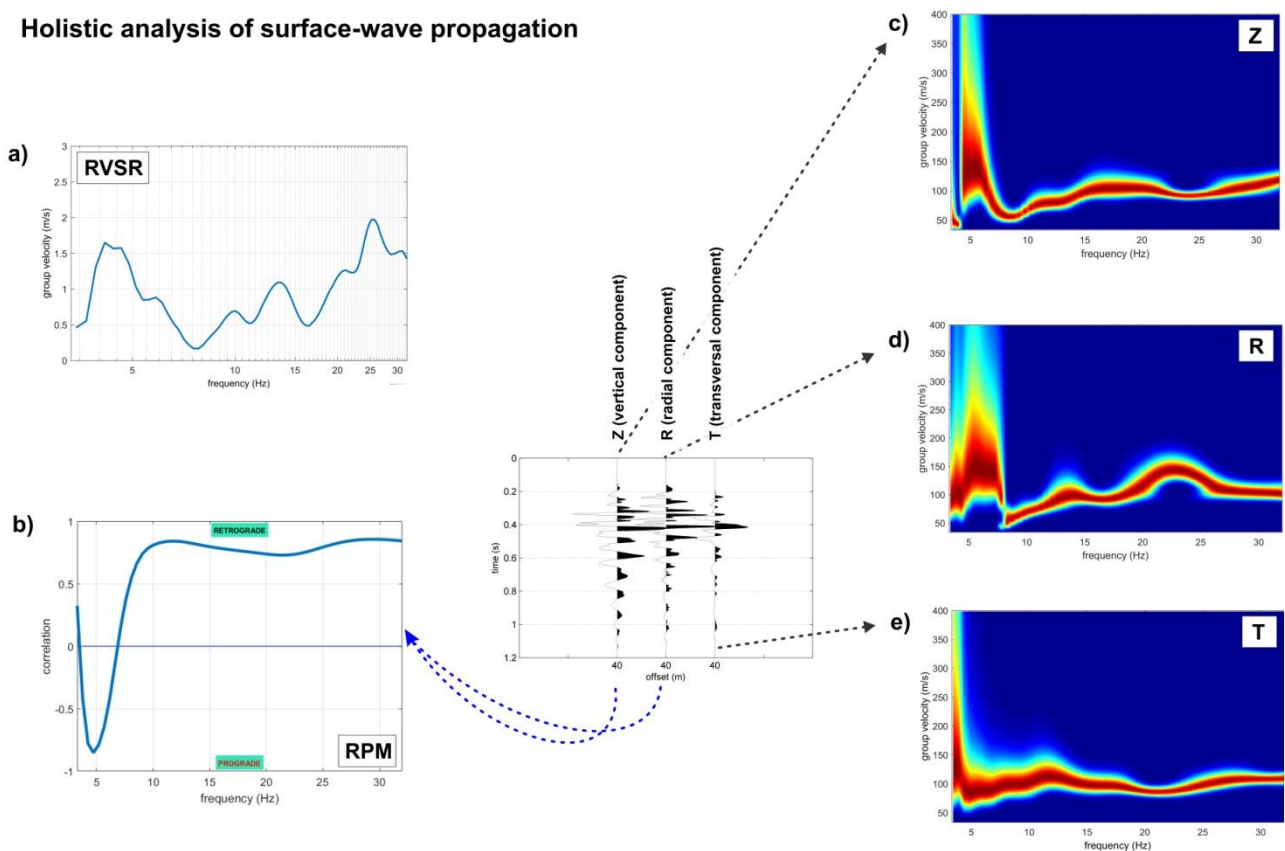 Holistic analysis of surface-wave propagation
a)
RVSR
group velocity (m/s)
3
2.5
2
1.5
1
0.5
0
5
10
15
20
25
30
frequency (Hz)
b)
RETROGRADE
PROGRADE
RPM
correlation
1
0.5
0
-0.5
-1
5
10
15
20
25
30
frequency (Hz)
Z (vertical component)
R (radial component)
T (transversal component)
time (s)
0
0.2
0.4
0.6
0.8
1
1.2
40
40
40
offset (m)
c)
Z
group velocity (m/s)
400
350
300
250
200
150
100
50
5
10
15
20
25
30
frequency (Hz)
d)
R
group velocity (m/s)
400
350
300
250
200
150
100
50
5
10
15
20
25
30
frequency (Hz)
e)
T
group velocity (m/s)
400
350
300
250
200
150
100
50
5
10
15
20
25
30
frequency (Hz)